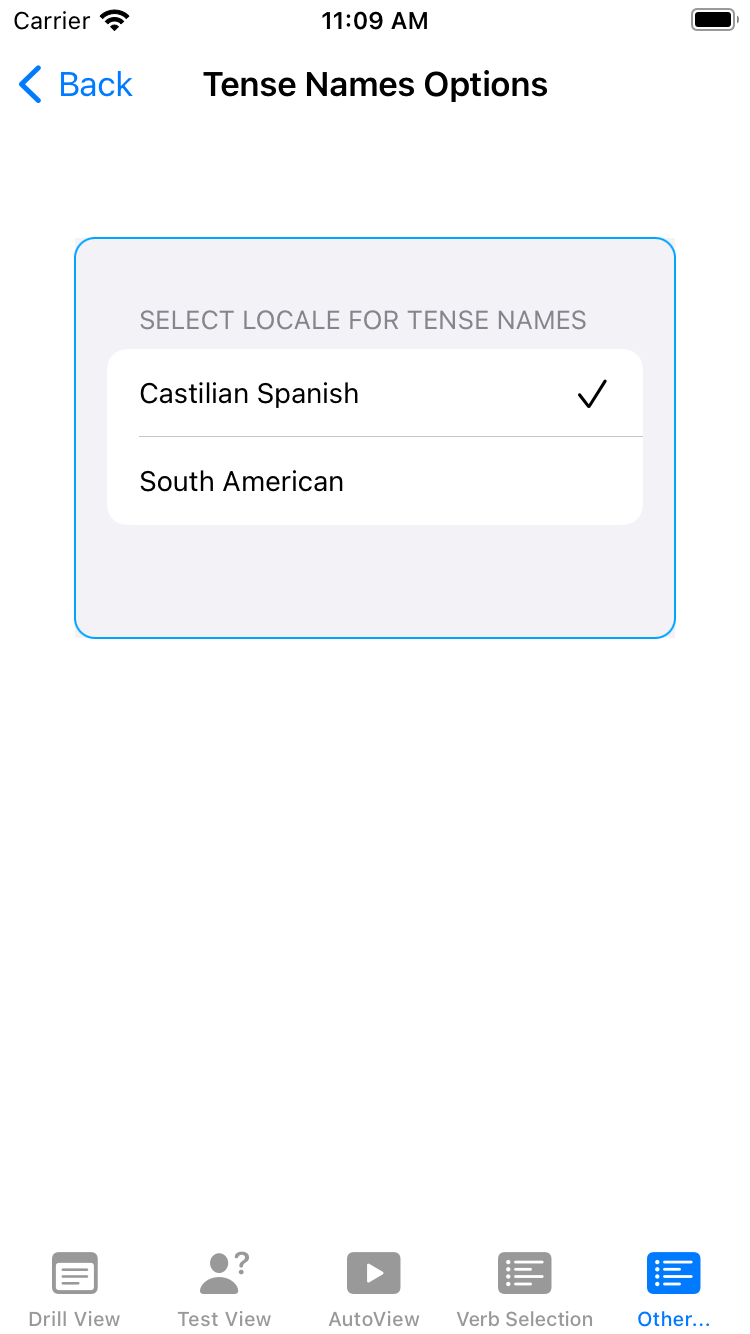 Carrier 11:09 AM
Back Tense Names Options
SELECT LOCALE FOR TENSE NAMES
Castilian Spanish
South American
?
Drill View Test View AutoView Verb Selection Other...